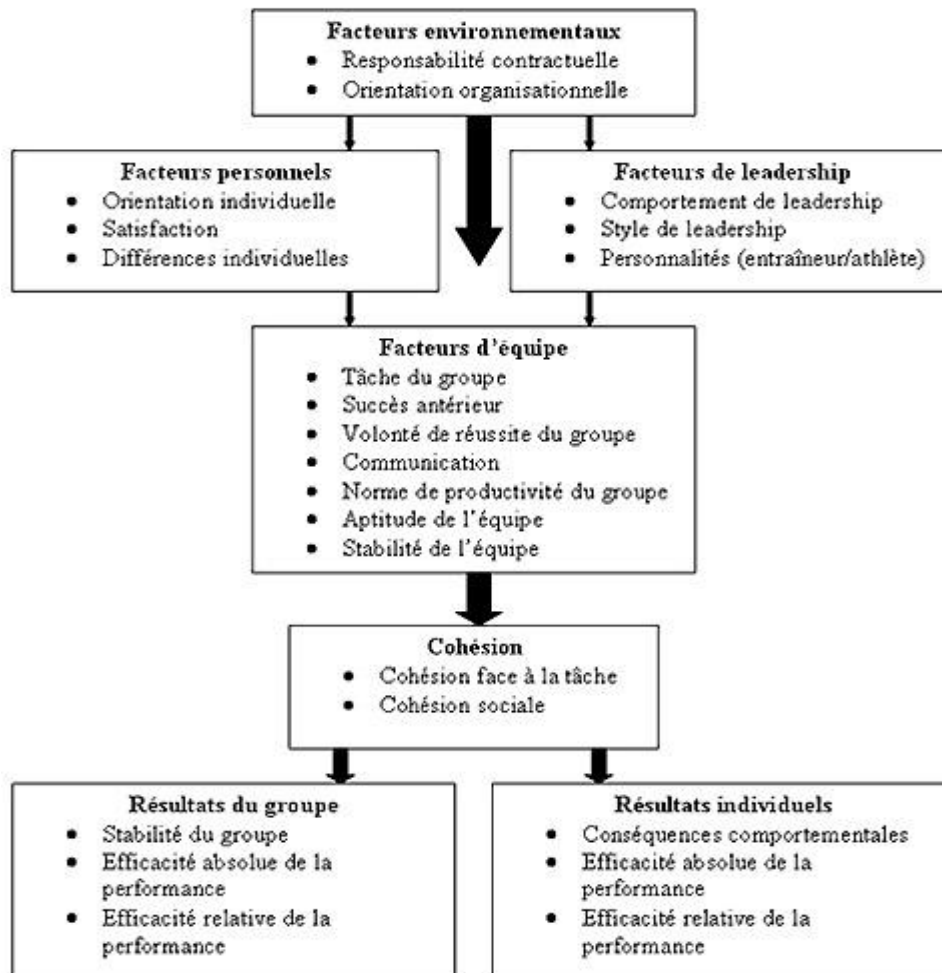 Facteurs environnementaux
• Responsabilité contractuelle
• Orientation organisationnelle
Facteurs personnels
• Orientation individuelle
• Satisfaction
• Différences individuelles
Facteurs de leadership
• Comportement de leadership
• Style de leadership
• Personnalités (entraîneur/athlète)
Facteurs d’équipe
• Tâche du groupe
• Succès antérieur
• Volonté de réussite du groupe
• Communication
• Norme de productivité du groupe
• Aptitude de l’équipe
• Stabilité de l’équipe
Cohésion
• Cohésion face à la tâche
• Cohésion sociale
Résultats du groupe
• Stabilité du groupe
• Efficacité absolue de la
performance
• Efficacité relative de la
performance
Résultats individuels
• Conséquences comportementales
• Efficacité absolue de la
performance
• Efficacité relative de la
performance